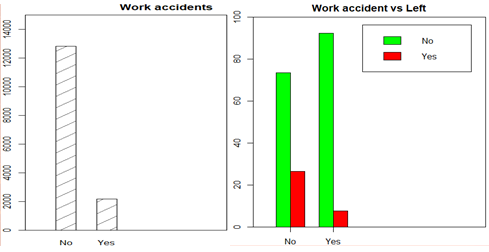 Work accidents
14000
12000
10000
8000
6000
4000
2000
0
No Yes
Work accident vs Left
100
80
60
40
20
0
No
Yes
No Yes